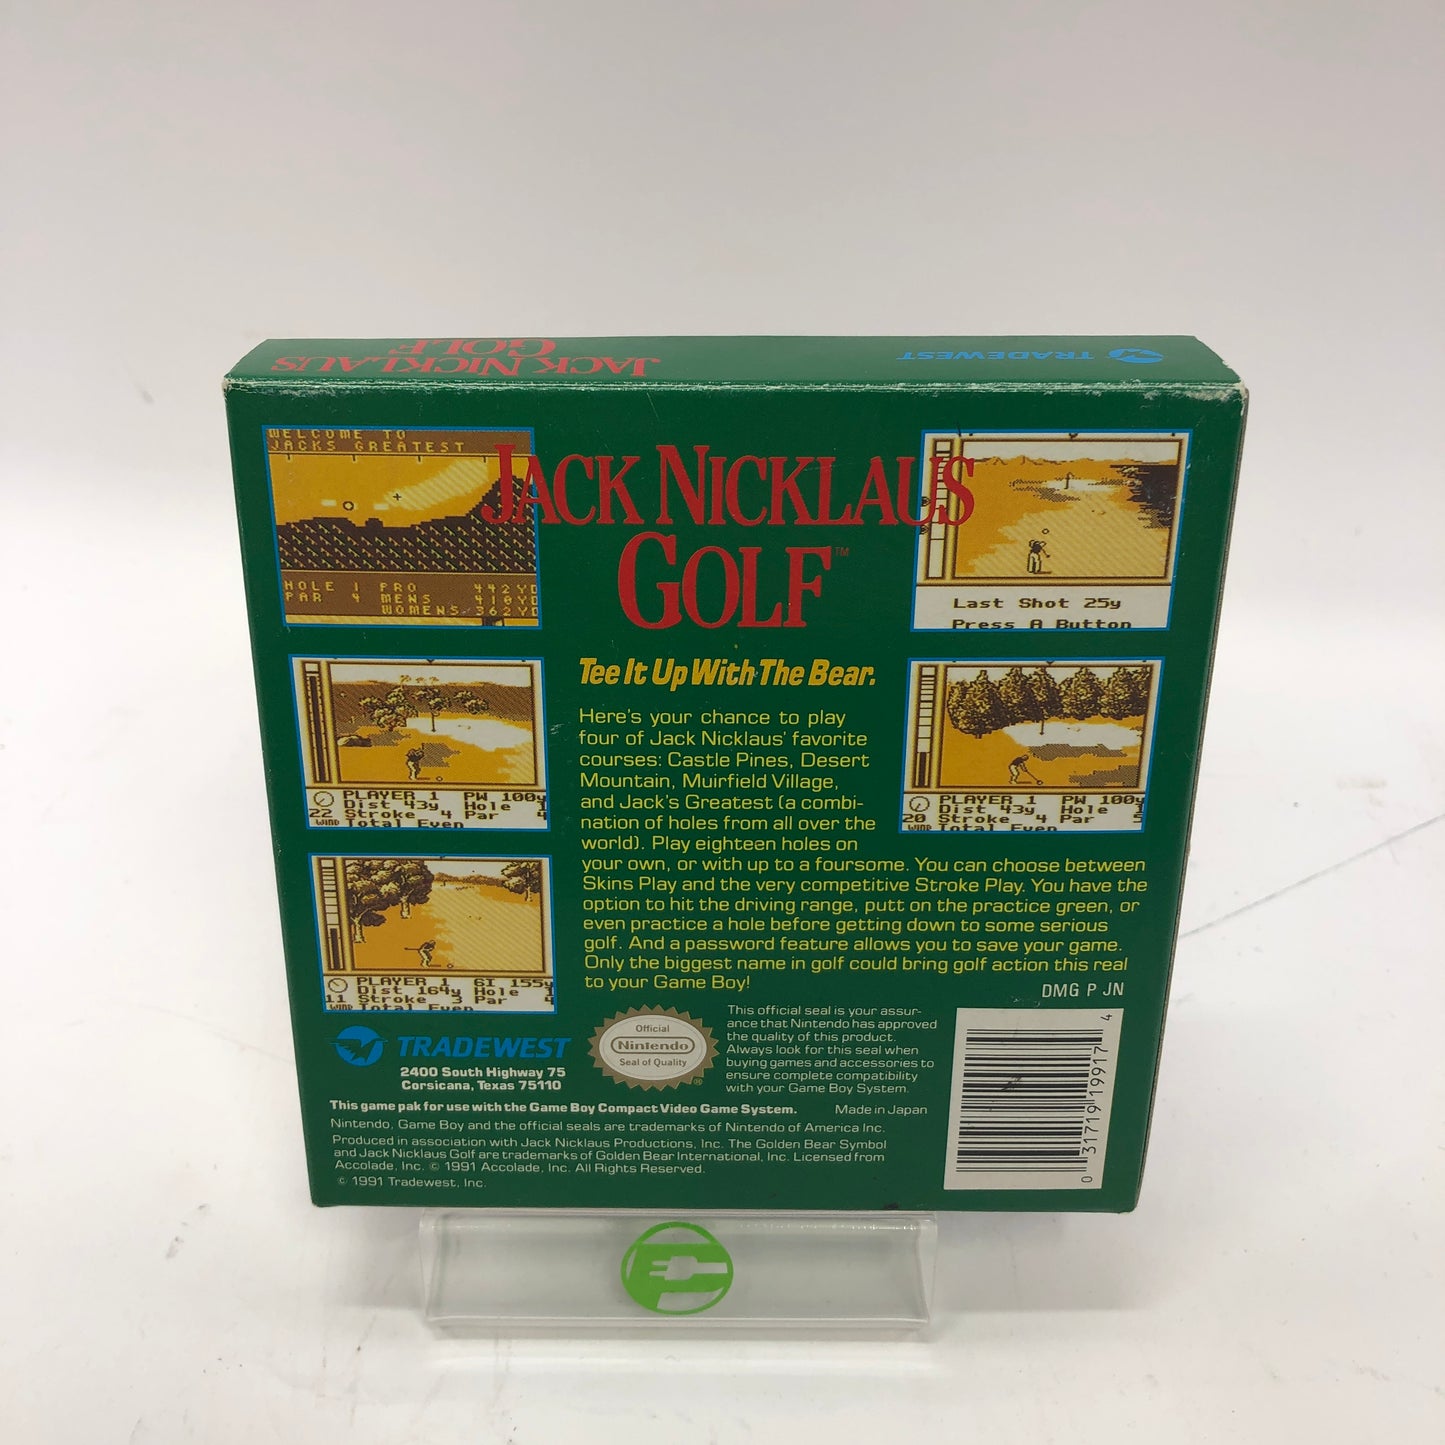 JACK NICKLAUS
GOLF
TRADEWEST
WELCOME TO
JACKS GREATEST
HOLE 1 PRO 442YD
PAR 4 MENS 410YD
WOMENS 362YD
JACK NICKLAUS
GOLF™
Last Shot 25y
Press A Button
PLAYER 1 PW 100y
Dist 43y Hole 1
22 Stroke 4 Par 4
WIND Total Even
Tee It Up With The Bear.
PLAYER 1 PW 100y
Dist 43y Hole 1
20 Stroke 4 Par 5
WIND Total Even
Here's your chance to play
four of Jack Nicklaus' favorite
courses: Castle Pines, Desert
Mountain, Muirfield Village,
and Jack's Greatest (a combi-
nation of holes from all over the
world). Play eighteen holes on
your own, or with up to a foursome. You can choose between
Skins Play and the very competitive Stroke Play. You have the
option to hit the driving range, putt on the practice green, or
even practice a hole before getting down to some serious
golf. And a password feature allows you to save your game.
Only the biggest name in golf could bring golf action this real
to your Game Boy!
DMG P JN
PLAYER 1 6I 155y
Dist 164y Hole 1
11 Stroke 3 Par 4
WIND Total Even
TRADEWEST
2400 South Highway 75
Corsicana, Texas 75110
Official
Nintendo
Seal of Quality
®
This official seal is your assur-
ance that Nintendo has approved
the quality of this product.
Always look for this seal when
buying games and accessories to
ensure complete compatibility
with your Game Boy System.
This game pak for use with the Game Boy Compact Video Game System.
Made in Japan
Nintendo, Game Boy and the official seals are trademarks of Nintendo of America Inc.
Produced in association with Jack Nicklaus Productions, Inc. The Golden Bear Symbol
and Jack Nicklaus Golf are trademarks of Golden Bear International, Inc. Licensed from
Accolade, Inc. © 1991 Accolade, Inc. All Rights Reserved.
© 1991 Tradewest, Inc.
0 31719 19917 4